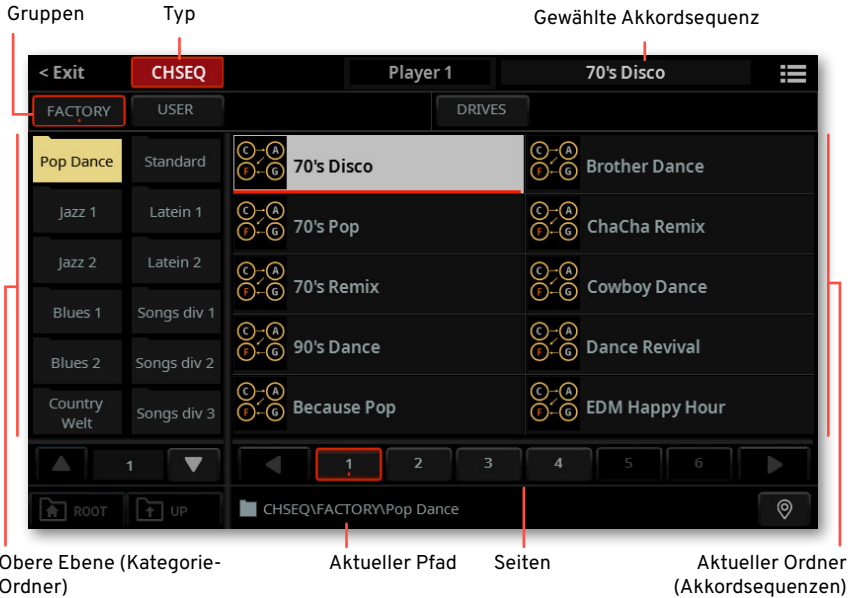 Gruppen Typ Gewählte Akkordsequenz
< Exit CHSEQ Player 1 70's Disco
FACTORY USER DRIVES
Pop Dance Standard C A F G 70's Disco C A F G Brother Dance
Jazz 1 Latein 1 C A F G 70's Pop C A F G ChaCha Remix
Jazz 2 Latein 2 C A F G 70's Remix C A F G Cowboy Dance
Blues 1 Songs div 1
Blues 2 Songs div 2 C A F G 90's Dance C A F G Dance Revival
Country
Welt Songs div 3 C A F G Because Pop C A F G EDM Happy Hour
1 1 2 3 4 5 6
ROOT UP CHSEQ\FACTORY\Pop Dance
Obere Ebene (Kategorie- Aktueller Pfad Seiten Aktueller Ordner
Ordner) (Akkordsequenzen)